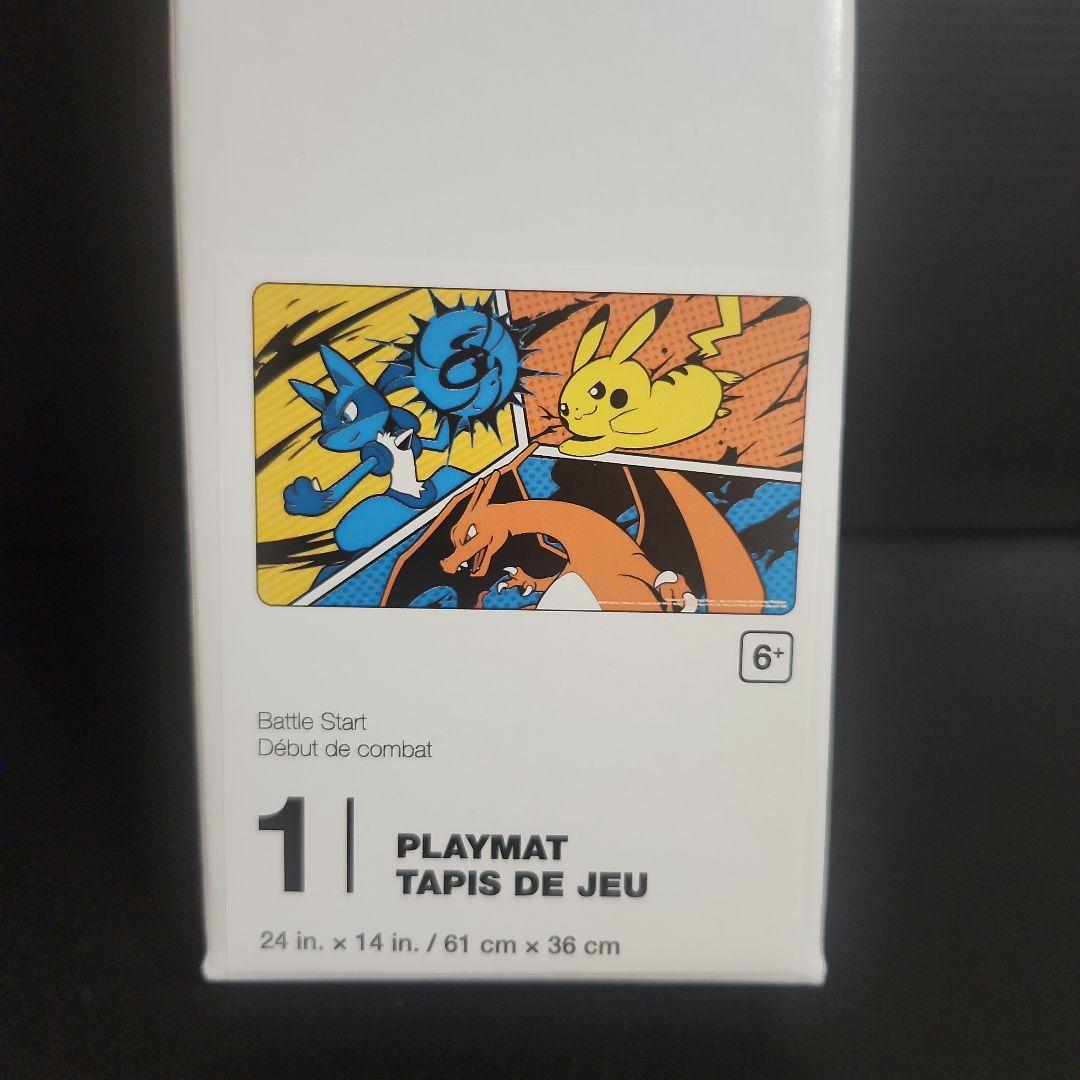 6+
Battle Start
Début de combat
1
PLAYMAT
TAPIS DE JEU
24 in. × 14 in. / 61 cm × 36 cm